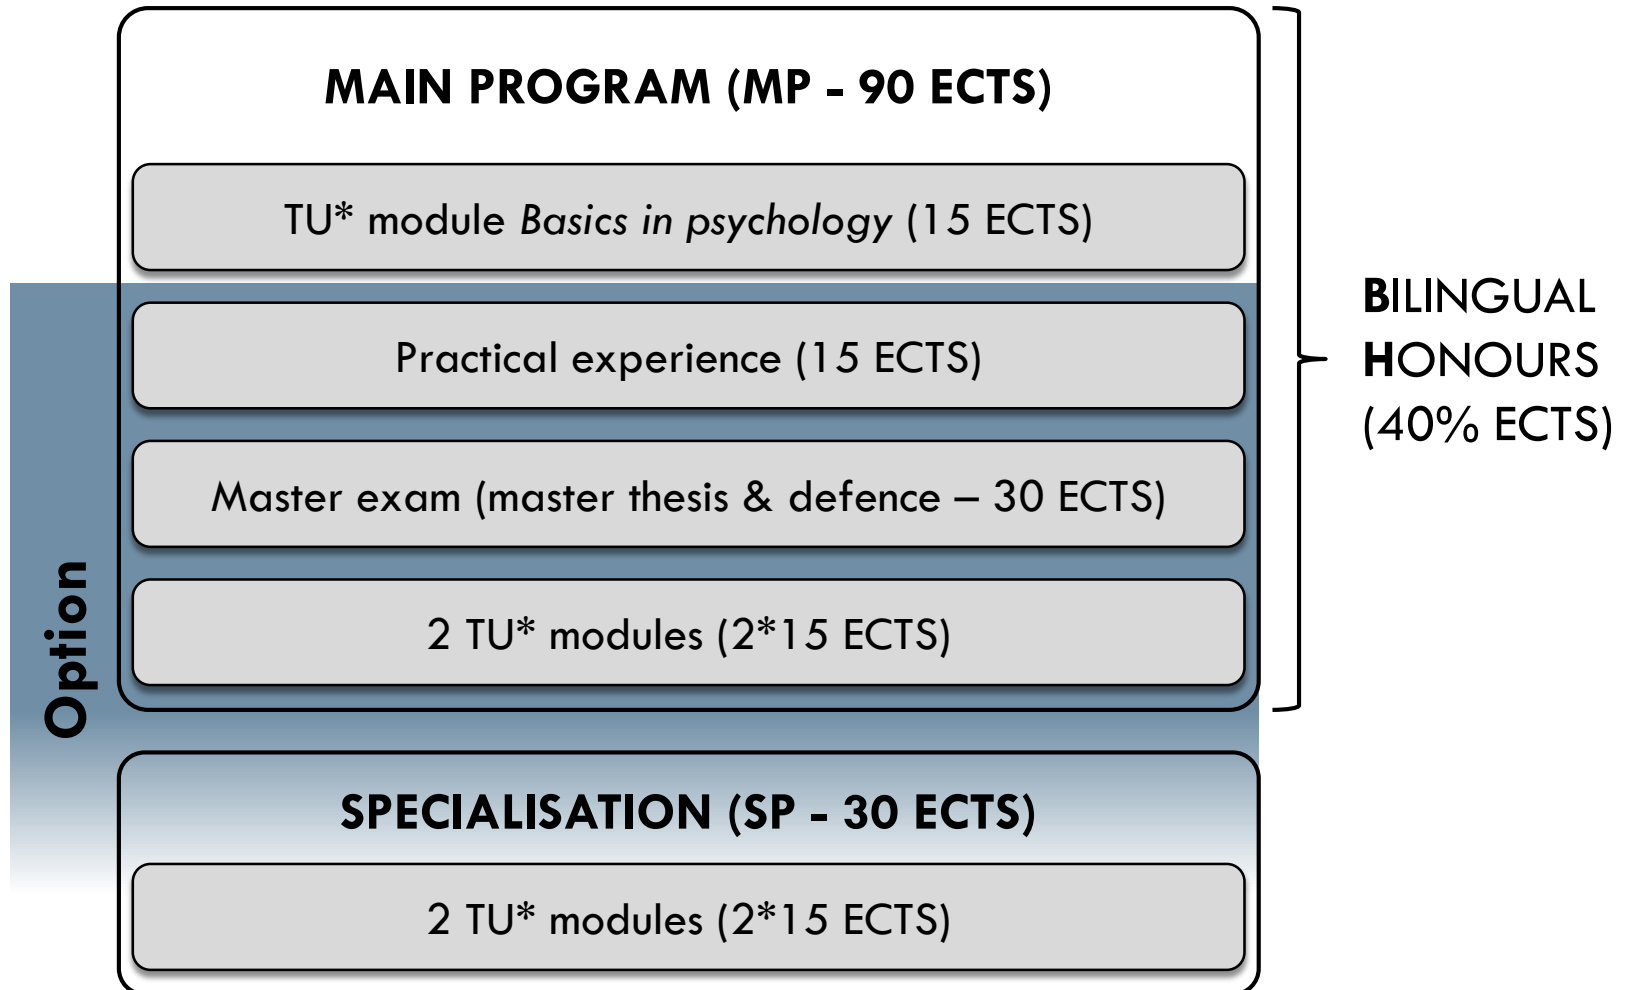 MAIN PROGRAM (MP - 90 ECTS)
TU* module Basics in psychology (15 ECTS)
Practical experience (15 ECTS)
Master exam (master thesis & defence – 30 ECTS)
2 TU* modules (2*15 ECTS)
Option
SPECIALISATION (SP - 30 ECTS)
2 TU* modules (2*15 ECTS)
BILINGUAL
HONOURS
(40% ECTS)